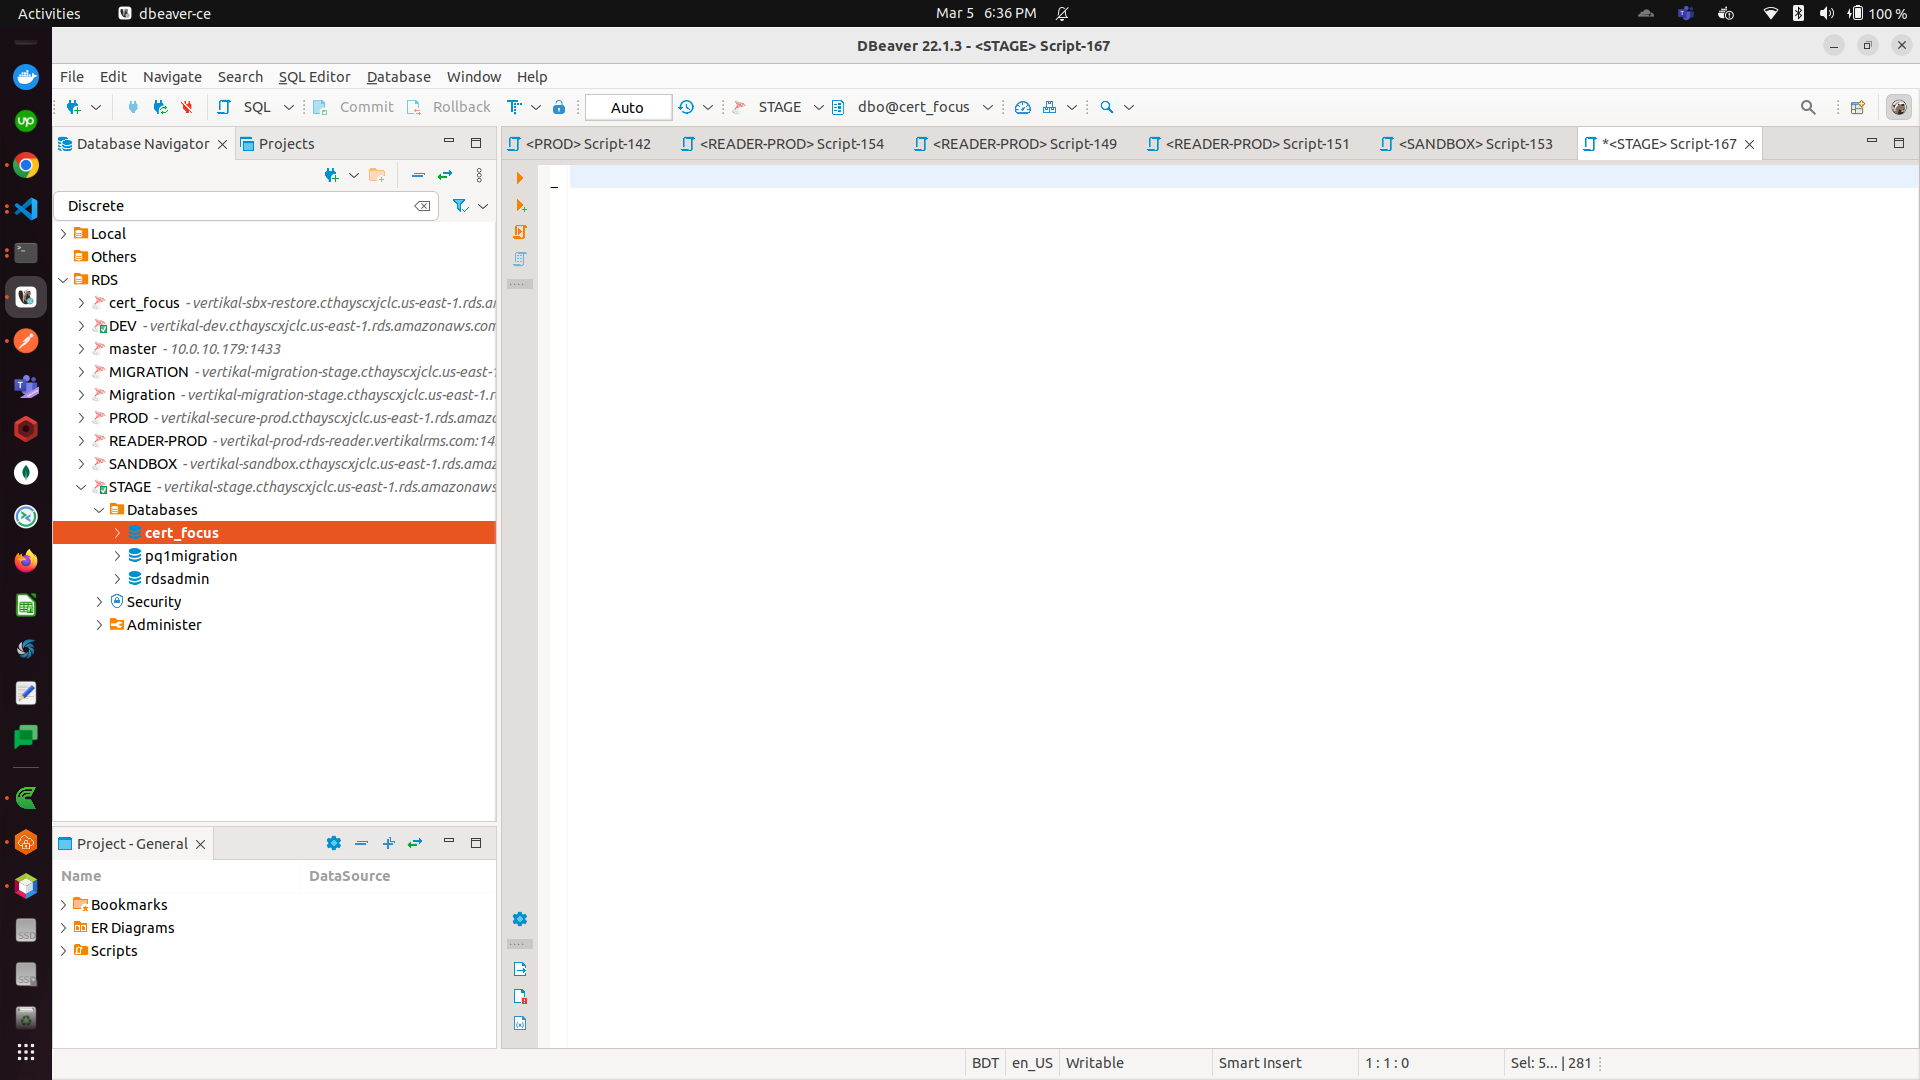 Activities
dbeaver-ce
Mar 5 6:36 PM
100 %
DBeaver 22.1.3 - <STAGE> Script-167
File Edit Navigate Search SQL Editor Database Window Help
SQL Commit Rollback Auto STAGE dbo@cert_focus
Database Navigator
Projects
<PROD> Script-142
<READER-PROD> Script-154
<READER-PROD> Script-149
<READER-PROD> Script-151
<SANDBOX> Script-153
*<STAGE> Script-167
Discrete
Local
Others
RDS
cert_focus - vertikal-sbx-restore.cthayscxjclc.us-east-1.rds.ar
DEV - vertikal-dev.cthayscxjclc.us-east-1.rds.amazonaws.com
master - 10.0.10.179:1433
MIGRATION - vertikal-migration-stage.cthayscxjclc.us-east-1
Migration - vertikal-migration-stage.cthayscxjclc.us-east-1.r
PROD - vertikal-secure-prod.cthayscxjclc.us-east-1.rds.amazo
READER-PROD - vertikal-prod-rds-reader.vertikalrms.com:14
SANDBOX - vertikal-sandbox.cthayscxjclc.us-east-1.rds.amaz
STAGE - vertikal-stage.cthayscxjclc.us-east-1.rds.amazonaws
Databases
cert_focus
pq1migration
rdsadmin
Security
Administer
Project - General
Name DataSource
Bookmarks
ER Diagrams
Scripts
BDT en_US Writable Smart Insert 1 : 1 : 0 Sel: 5... | 281